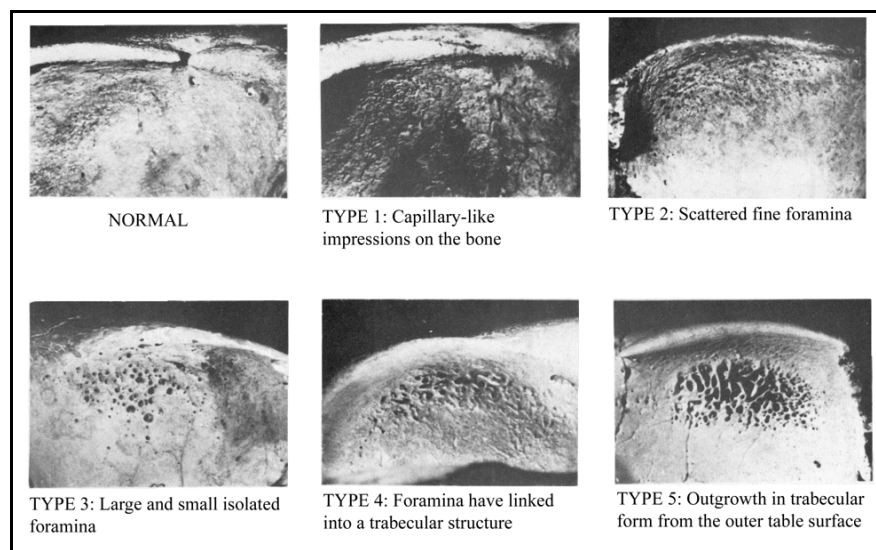 NORMAL
TYPE 1: Capillary-like
impressions on the bone
TYPE 2: Scattered fine foramina
TYPE 3: Large and small isolated
foramina
TYPE 4: Foramina have linked
into a trabecular structure
TYPE 5: Outgrowth in trabecular
form from the outer table surface